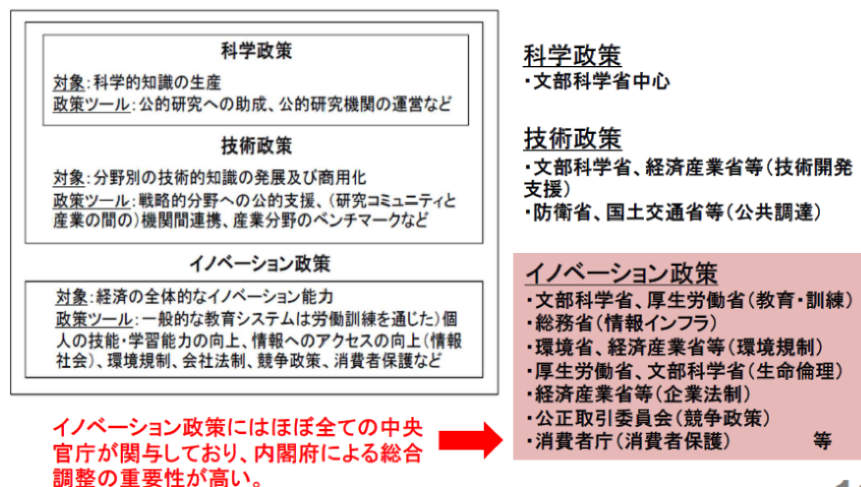 科学政策
対象:科学的知識の生産
政策ツール:公的研究への助成、公的研究機関の運営など
技術政策
対象:分野別の技術的知識の発展及び商用化
政策ツール:戦略的分野への公的支援、(研究コミュニティと
産業の間の)機関間連携、産業分野のベンチマークなど
イノベーション政策
対象:経済の全体的なイノベーション能力
政策ツール:一般的な教育システムは労働訓練を通じた)個
人の技能・学習能力の向上、情報へのアクセスの向上(情報
社会)、環境規制、会社法制、競争政策、消費者保護など
科学政策
・文部科学省中心
技術政策
・文部科学省、経済産業省等(技術開発
支援)
・防衛省、国土交通省等(公共調達)
イノベーション政策
・文部科学省、厚生労働省(教育・訓練)
・総務省(情報インフラ)
・環境省、経済産業省等(環境規制)
・厚生労働省、文部科学省(生命倫理)
・経済産業省等(企業法制)
・公正取引委員会(競争政策)
・消費者庁(消費者保護) 等
イノベーション政策にはほぼ全ての中央
官庁が関与しており、内閣府による総合
調整の重要性が高い。